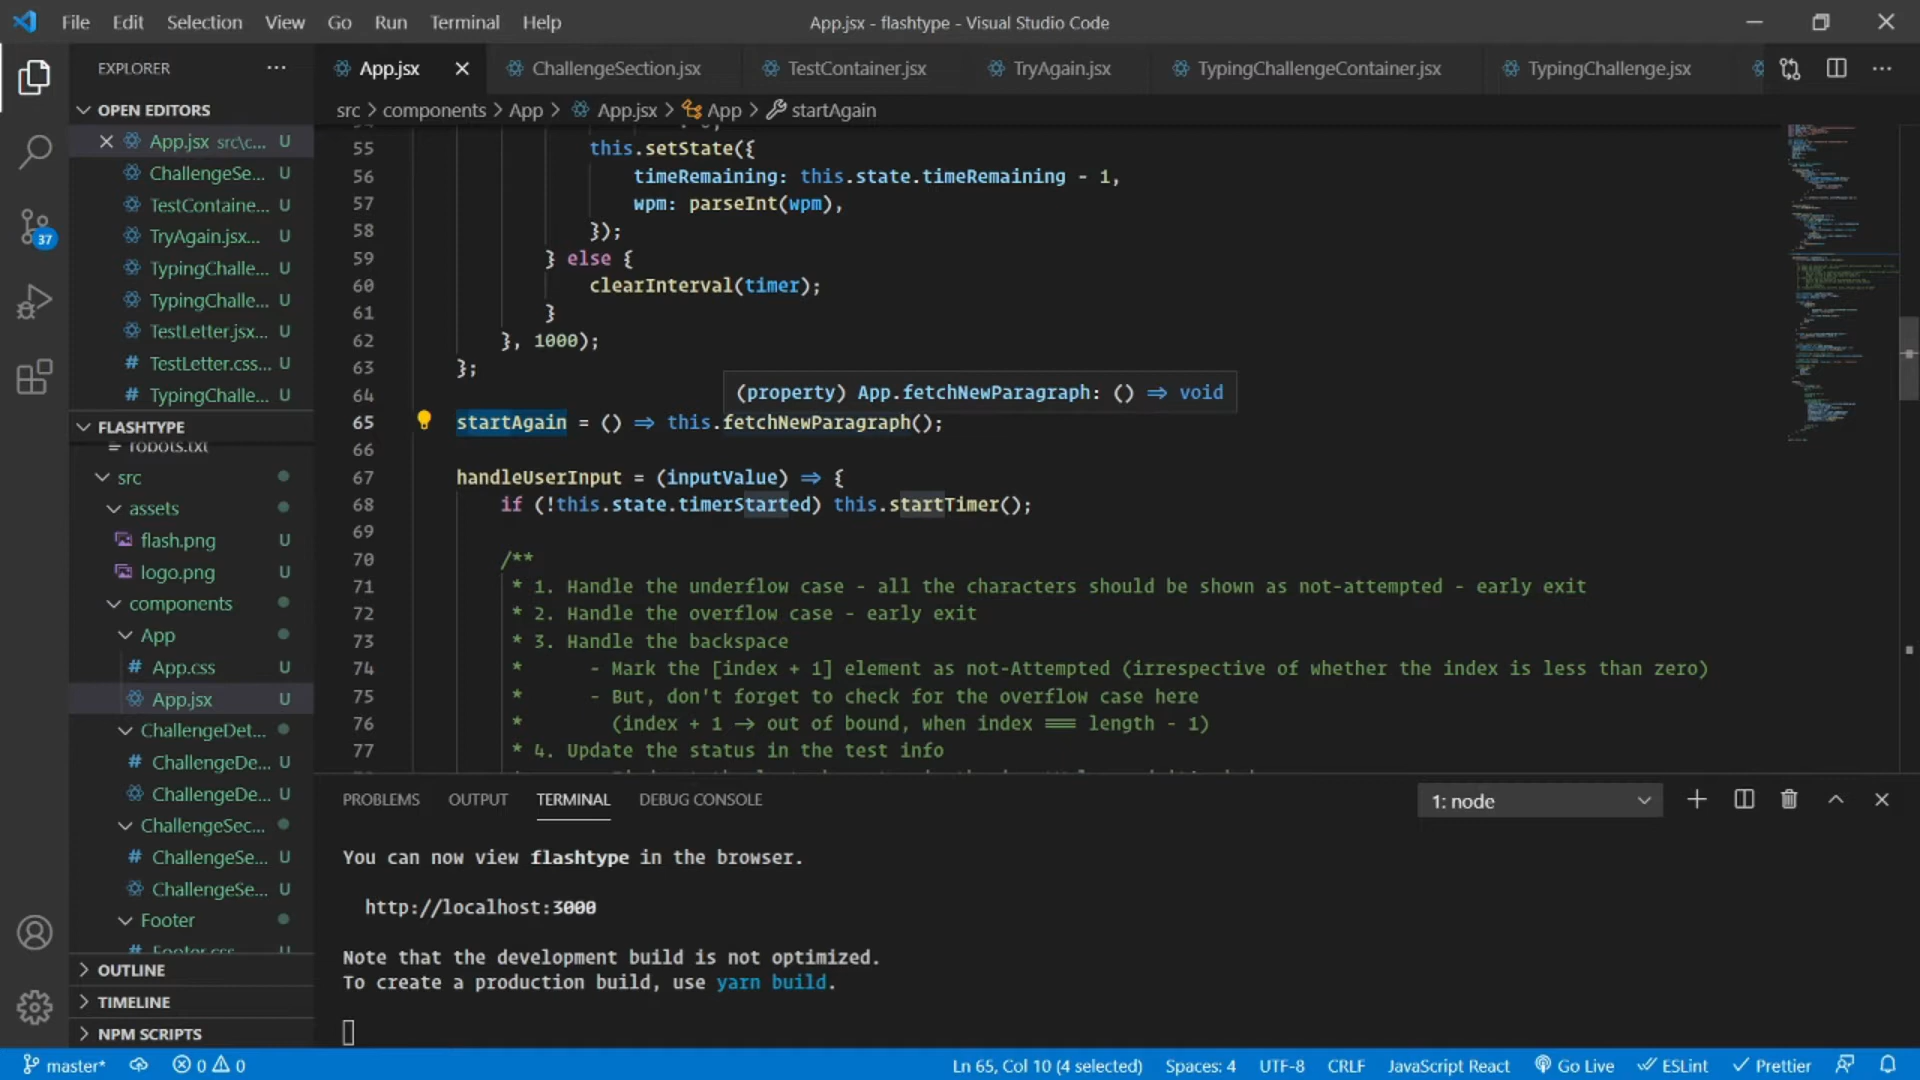 File Edit Selection View Go Run Terminal Help
App.jsx - flashtype - Visual Studio Code
EXPLORER
App.jsx
ChallengeSection.jsx
TestContainer.jsx
TryAgain.jsx
TypingChallengeContainer.jsx
TypingChallenge.jsx
OPEN EDITORS
App.jsx src\c... U
ChallengeSe... U
TestContaine... U
TryAgain.jsx... U
TypingChalle... U
TypingChalle... U
TestLetter.jsx... U
TestLetter.css... U
TypingChalle... U
FLASHTYPE
robots.txt
src
assets
flash.png U
logo.png U
components
App
App.css U
App.jsx U
ChallengeDet...
ChallengeDe... U
ChallengeDe... U
ChallengeSec...
ChallengeSe... U
ChallengeSe... U
Footer
Footer.css U
OUTLINE
TIMELINE
NPM SCRIPTS
37
src > components > App > App.jsx > App > startAgain
55 this.setState({
56 timeRemaining: this.state.timeRemaining - 1,
57 wpm: parseInt(wpm),
58 });
59 } else {
60 clearInterval(timer);
61 }
62 }, 1000);
63 };
64
(property) App.fetchNewParagraph: () ⇒ void
65 startAgain = () ⇒ this.fetchNewParagraph();
66
67 handleUserInput = (inputValue) ⇒ {
68 if (!this.state.timerStarted) this.startTimer();
69
70 /**
71 * 1. Handle the underflow case - all the characters should be shown as not-attempted - early exit
72 * 2. Handle the overflow case - early exit
73 * 3. Handle the backspace
74 * - Mark the [index + 1] element as not-Attempted (irrespective of whether the index is less than zero)
75 * - But, don't forget to check for the overflow case here
76 * (index + 1 → out of bound, when index === length - 1)
77 * 4. Update the status in the test info
PROBLEMS OUTPUT TERMINAL DEBUG CONSOLE
1: node
You can now view flashtype in the browser.
http://localhost:3000
Note that the development build is not optimized.
To create a production build, use yarn build.
master* 0 0
Ln 65, Col 10 (4 selected) Spaces: 4 UTF-8 CRLF JavaScript React Go Live ESLint Prettier